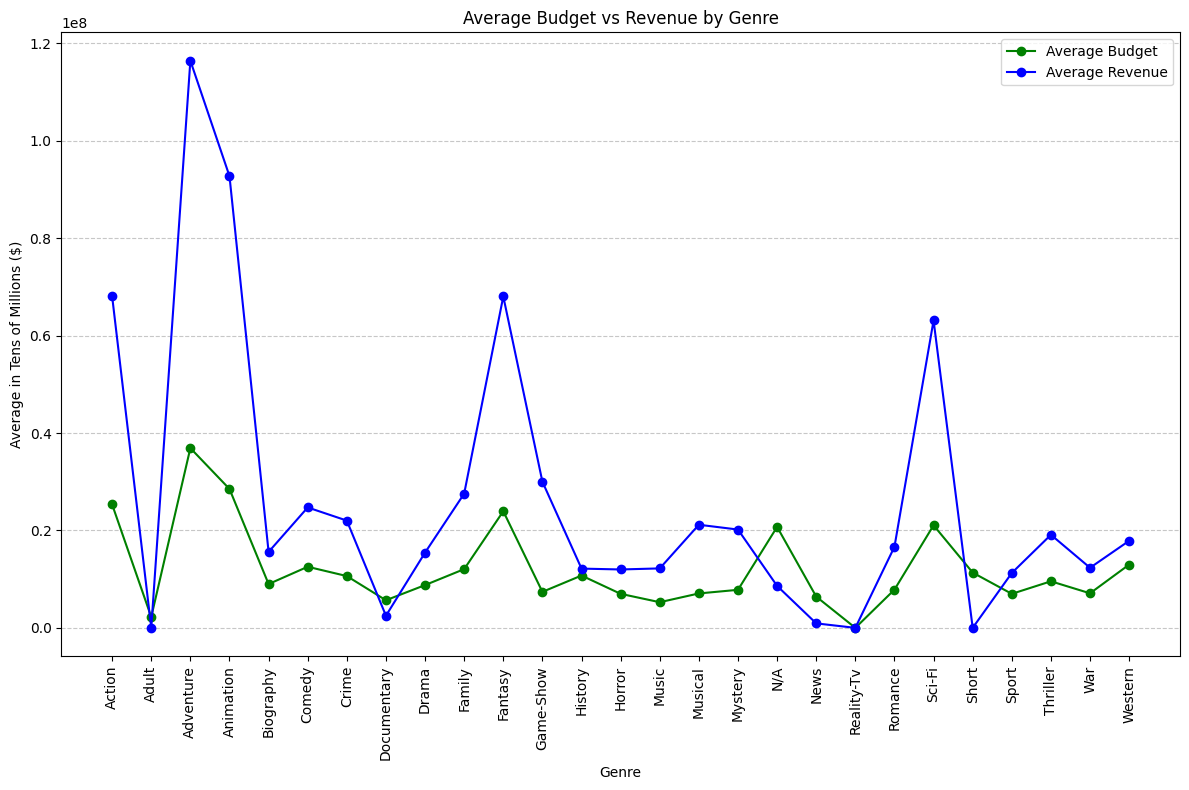 Average Budget vs Revenue by Genre
1e8
Average Budget
Average Revenue
1.2
1.0
0.8
0.6
0.4
0.2
0.0
Average in Tens of Millions ($)
Action
Adult
Adventure
Animation
Biography
Comedy
Crime
Documentary
Drama
Family
Fantasy
Game-Show
History
Horror
Music
Musical
Mystery
N/A
News
Reality-Tv
Romance
Sci-Fi
Short
Sport
Thriller
War
Western
Genre